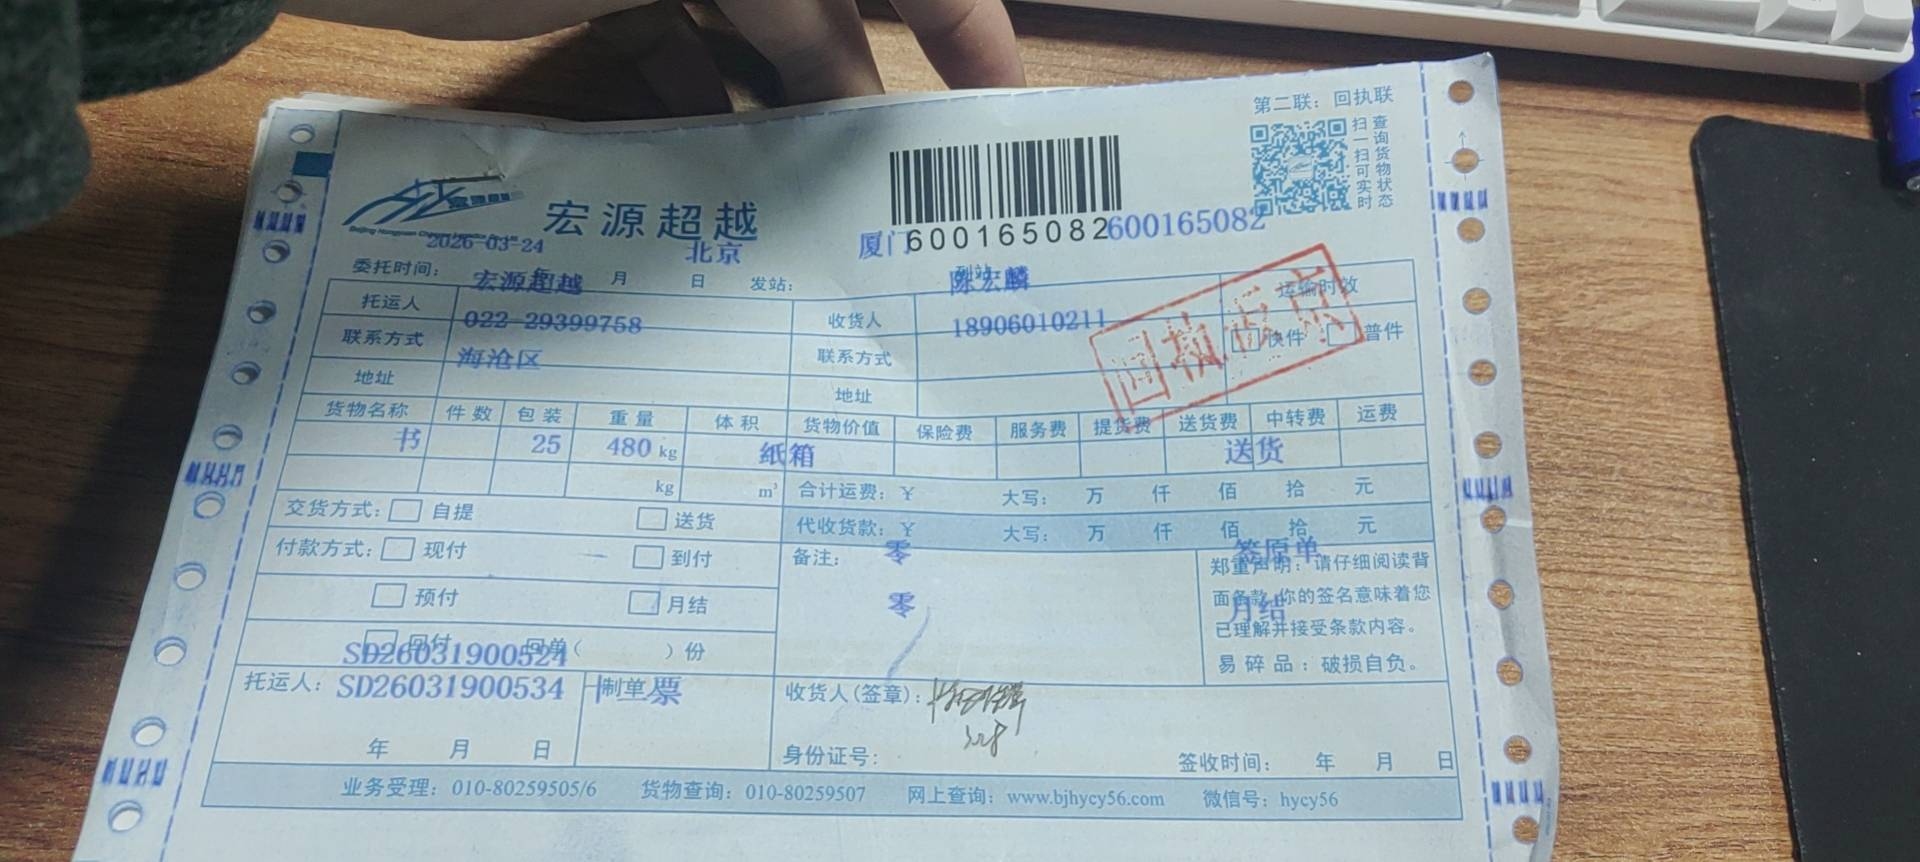 第二联：回执联
扫一扫可实时
查询货物状态
宏源超越
600165082
2026-03-24 北京 厦门 600165082
委托时间： 年 月 日 发站： 到站
托运人 宏源超越 收货人 陈宏麟 运输时效
联系方式 022-29399758 联系方式 18906010211 快件 普件
地址 海沧区 地址
货物名称 件数 包装 重量 体积 货物价值 保险费 服务费 提货费 送货费 中转费 运费
书 25 480 kg 纸箱 送货
kg m³ 合计运费：￥ 大写： 万 仟 佰 拾 元
交货方式： 自提 送货 代收货款：￥ 大写： 万 仟 佰 拾 元
付款方式： 现付 到付 备注： 零 签原单
预付 月结 零 月结
郑重声明：请仔细阅读背
面条款，你的签名意味着您
已理解并接受条款内容。
易碎品：破损自负。
回付 回单（ ）份
SD26031900524
托运人： SD26031900534 制单 票 收货人(签章)：
年 月 日 身份证号： 签收时间： 年 月 日
业务受理：010-80259505/6 货物查询：010-80259507 网上查询：www.bjhycy56.com 微信号：hycy56